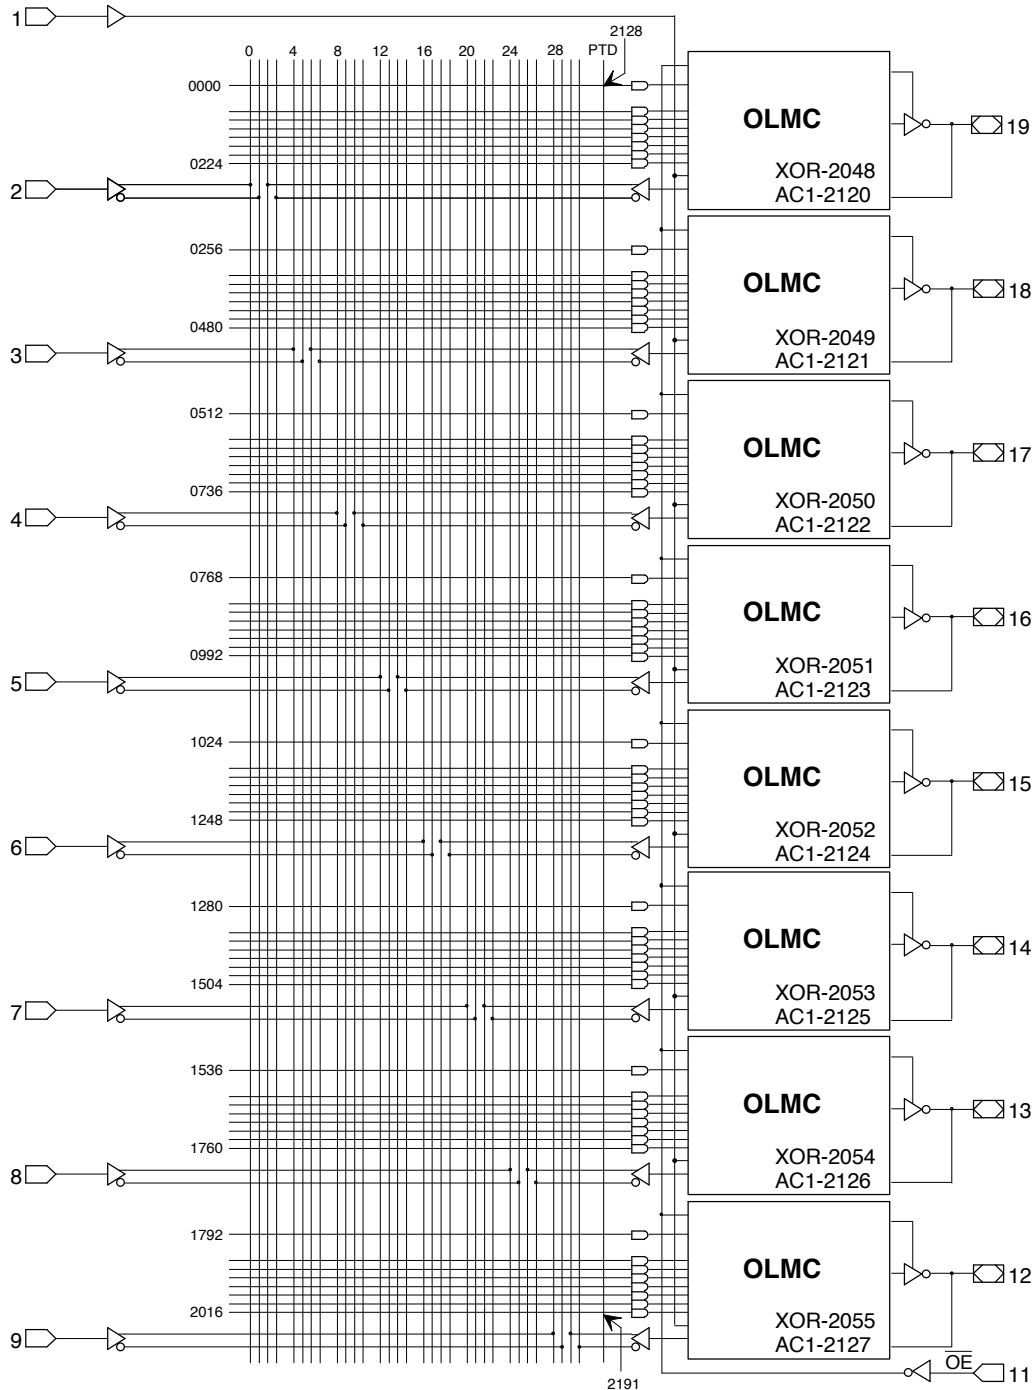 1
2128
0 4 8 12 16 20 24 28 PTD
0000
OLMC
19
0224
XOR-2048
AC1-2120
2
0256
OLMC
18
0480
XOR-2049
AC1-2121
3
0512
OLMC
17
0736
XOR-2050
AC1-2122
4
0768
OLMC
16
0992
XOR-2051
AC1-2123
5
1024
OLMC
15
1248
XOR-2052
AC1-2124
6
1280
OLMC
14
1504
XOR-2053
AC1-2125
7
1536
OLMC
13
1760
XOR-2054
AC1-2126
8
1792
OLMC
12
2016
XOR-2055
AC1-2127
9
OE
11
2191